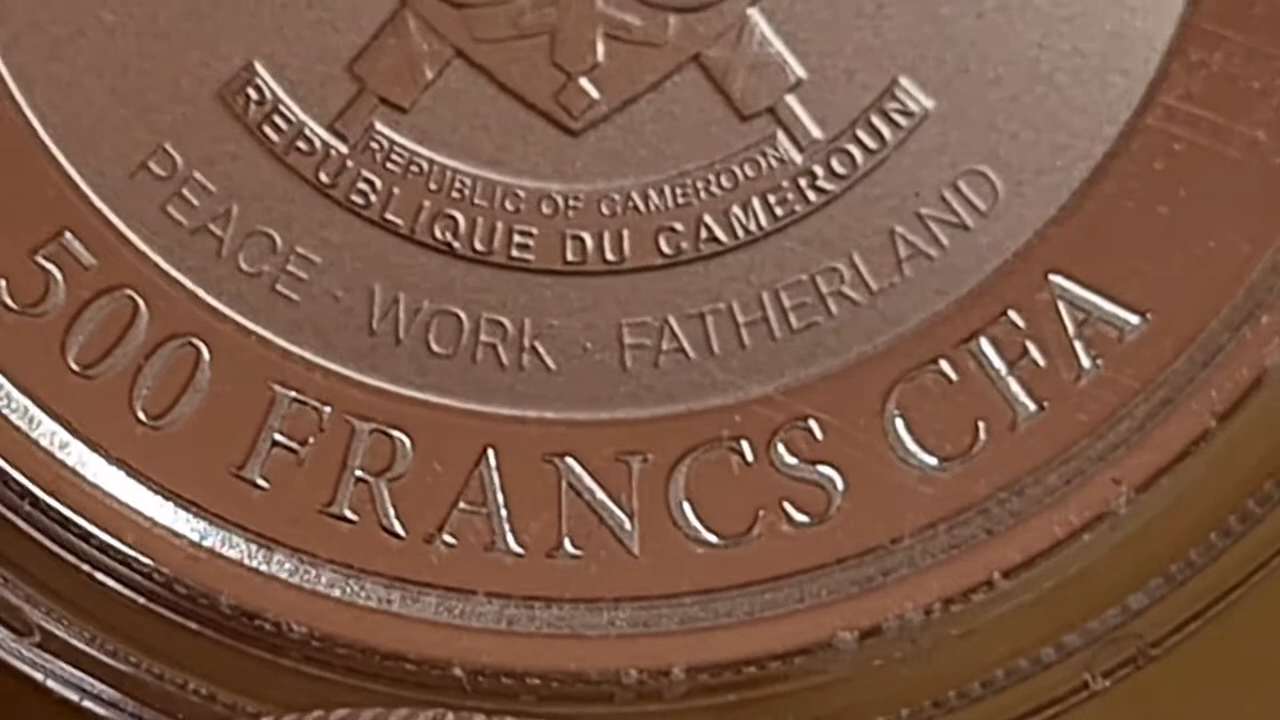 REPUBLIC OF CAMEROON
REPUBLIQUE DU CAMEROUN
PEACE · WORK · FATHERLAND
500 FRANCS CFA